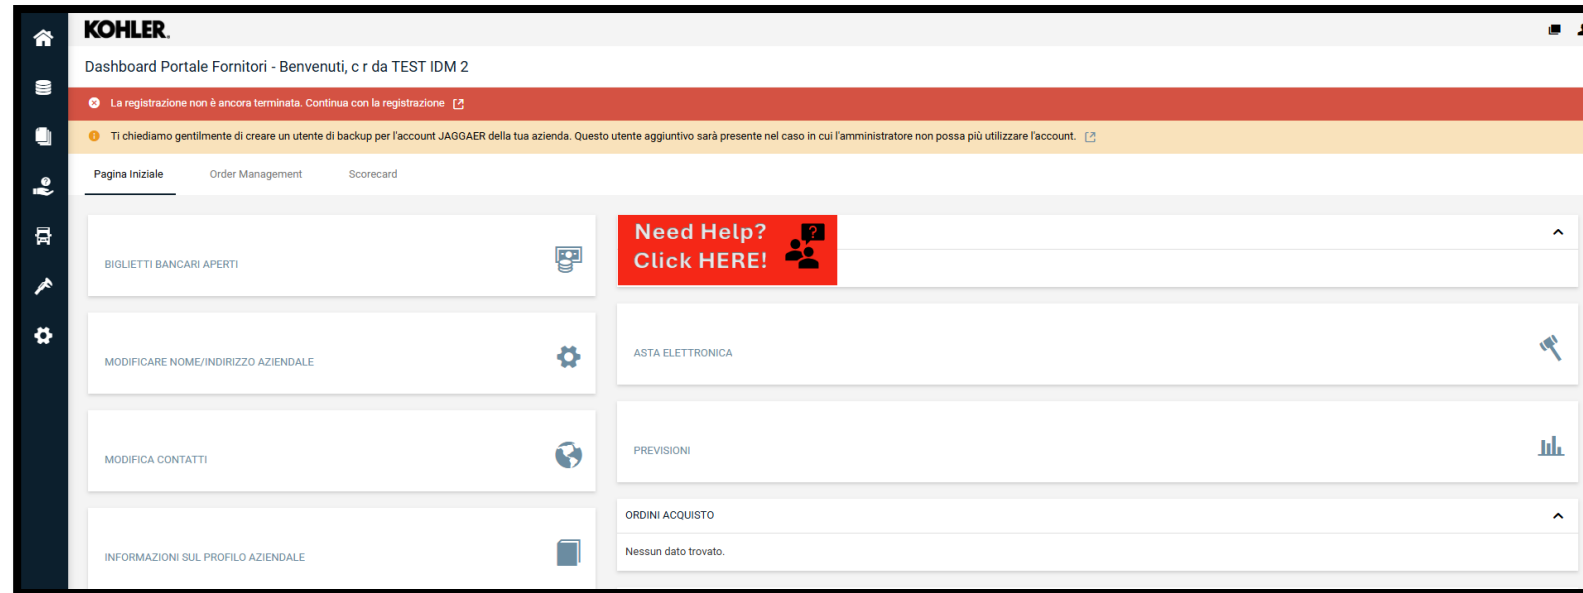 KOHLER.
Dashboard Portale Fornitori - Benvenuti, c r da TEST IDM 2
La registrazione non è ancora terminata. Continua con la registrazione
Ti chiediamo gentilmente di creare un utente di backup per l'account JAGGAER della tua azienda. Questo utente aggiuntivo sarà presente nel caso in cui l'amministratore non possa più utilizzare l'account.
Pagina Iniziale Order Management Scorecard
BIGLIETTI BANCARI APERTI
MODIFICARE NOME/INDIRIZZO AZIENDALE
MODIFICA CONTATTI
INFORMAZIONI SUL PROFILO AZIENDALE
Need Help?
Click HERE!
ASTA ELETTRONICA
PREVISIONI
ORDINI ACQUISTO
Nessun dato trovato.